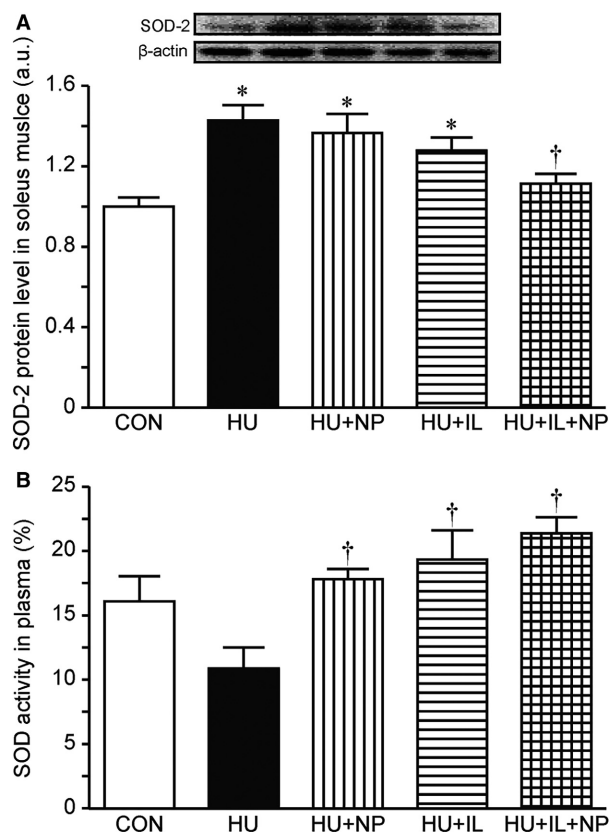 A
SOD-2
β-actin
SOD-2 protein level in soleus muslce (a.u.)
1.6
1.2
0.8
0.4
0
*
*
*
†
CON HU HU+NP HU+IL HU+IL+NP
B
SOD activity in plasma (%)
25
20
15
10
5
0
†
†
†
CON HU HU+NP HU+IL HU+IL+NP